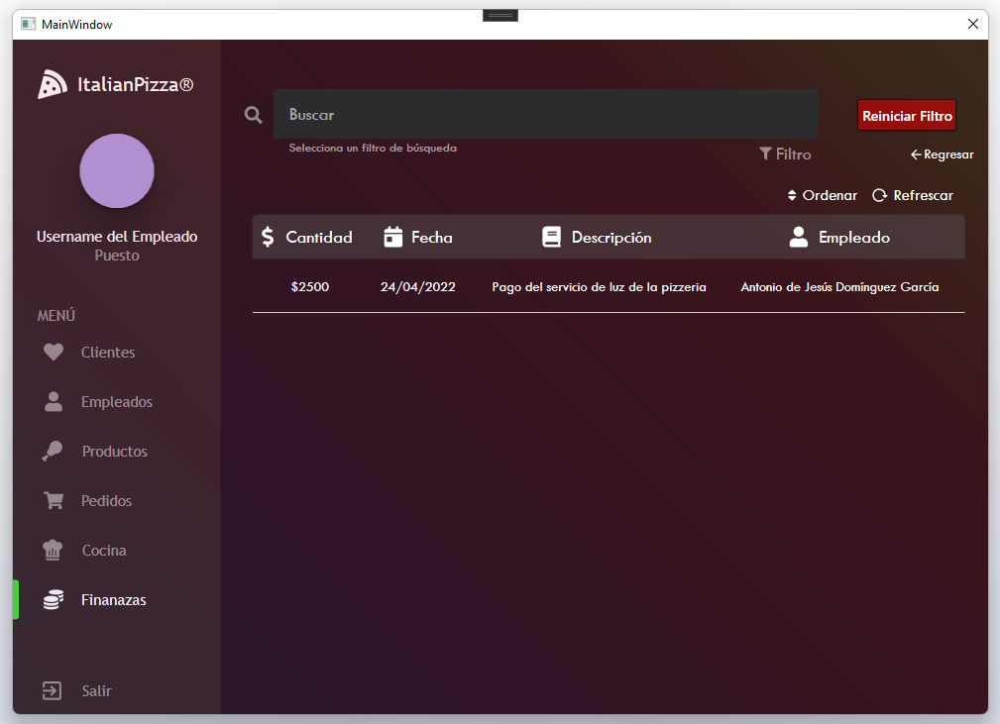 MainWindow
ItalianPizza®
Username del Empleado
Puesto
MENÚ
Clientes
Empleados
Productos
Pedidos
Cocina
Finanazas
Salir
Buscar
Reiniciar Filtro
Selecciona un filtro de búsqueda
Filtro
Regresar
Ordenar Refrescar
Cantidad Fecha Descripción Empleado
$2500 24/04/2022 Pago del servicio de luz de la pizzeria Antonio de Jesús Domínguez García